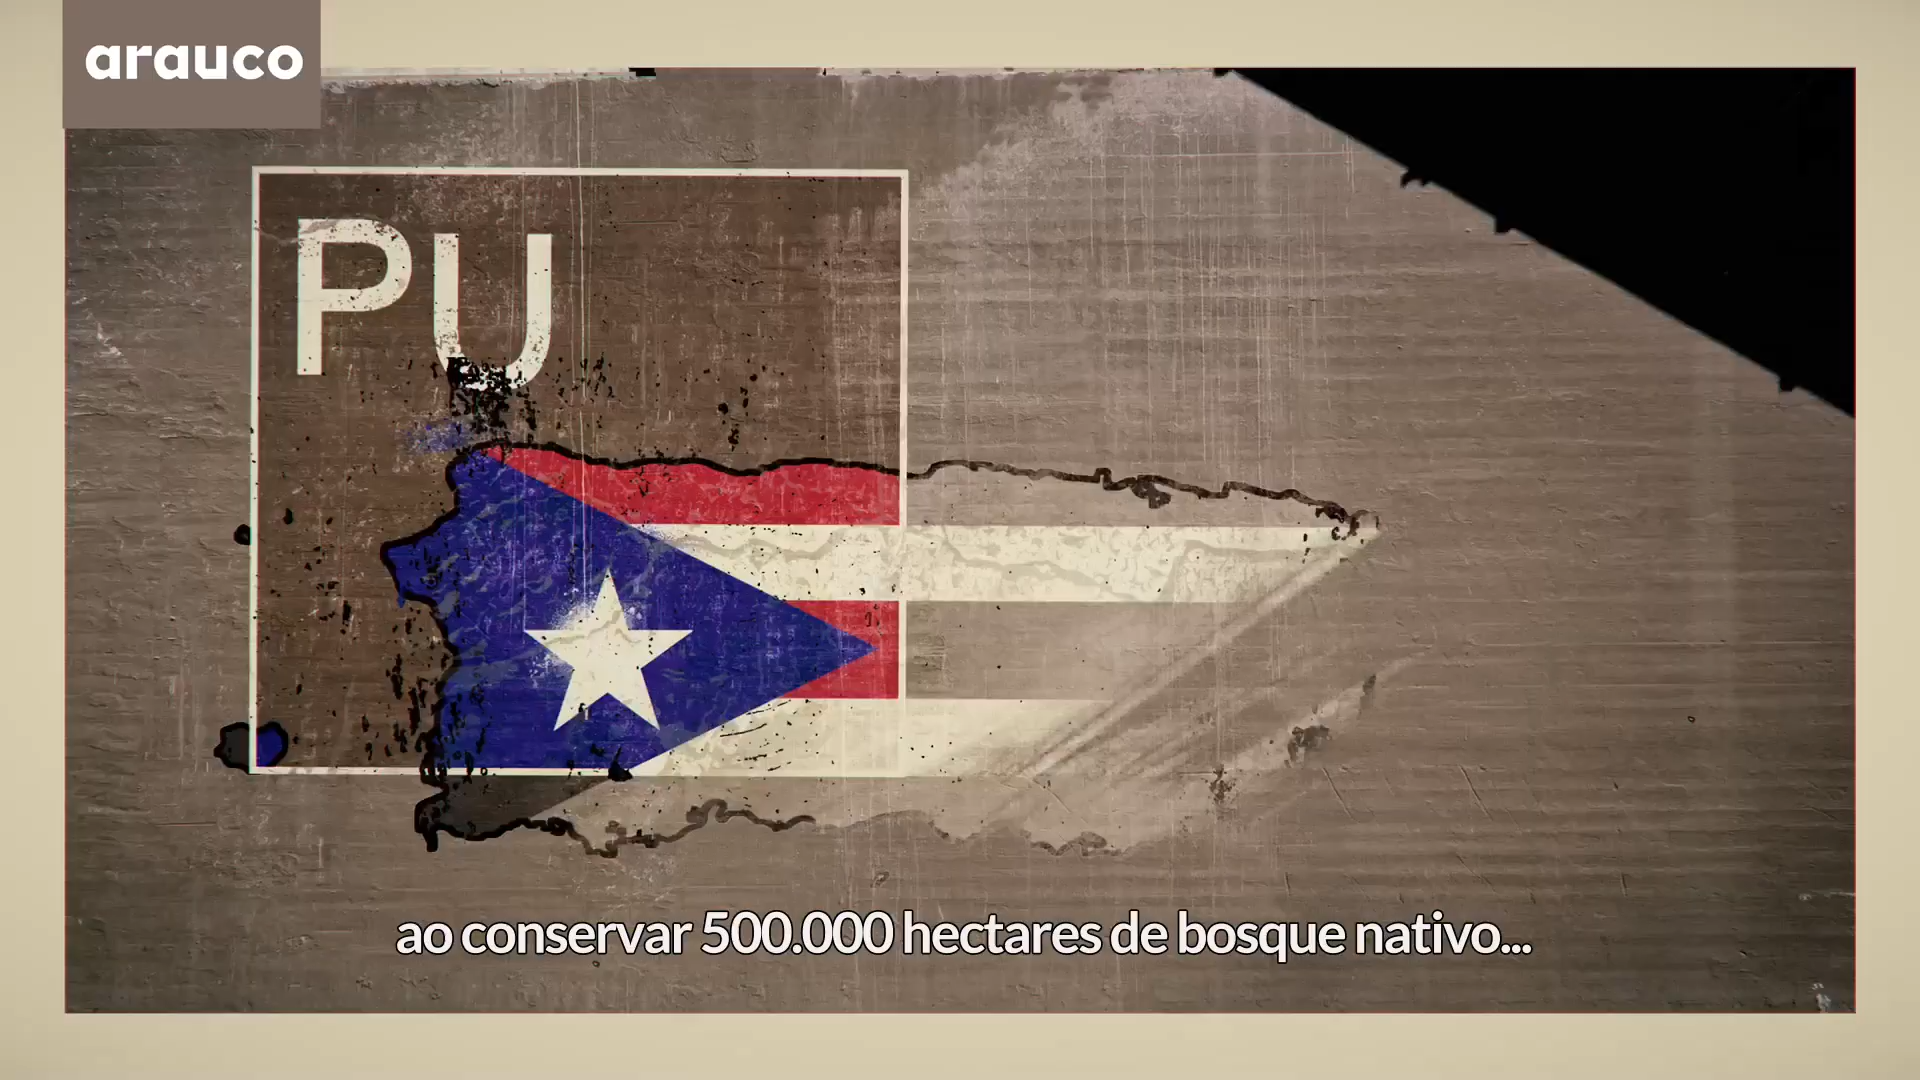 arauco
PU
ao conservar 500.000 hectares de bosque nativo...